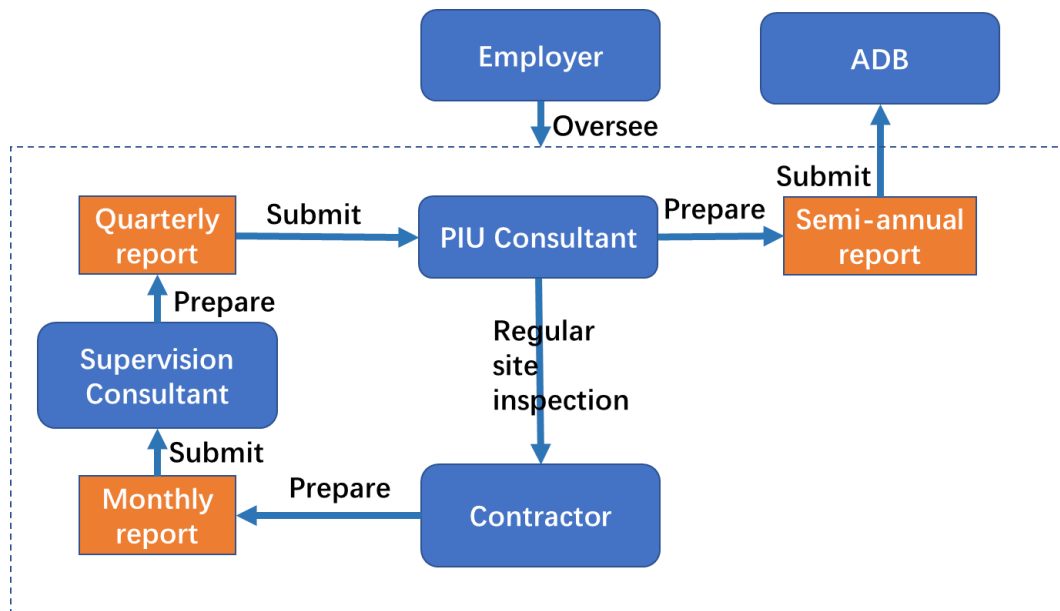 Employer
ADB
Oversee
Quarterly
report
Submit
PIU Consultant
Prepare
Submit
Semi-annual
report
Prepare
Supervision
Consultant
Regular
site
inspection
Submit
Monthly
report
Prepare
Contractor